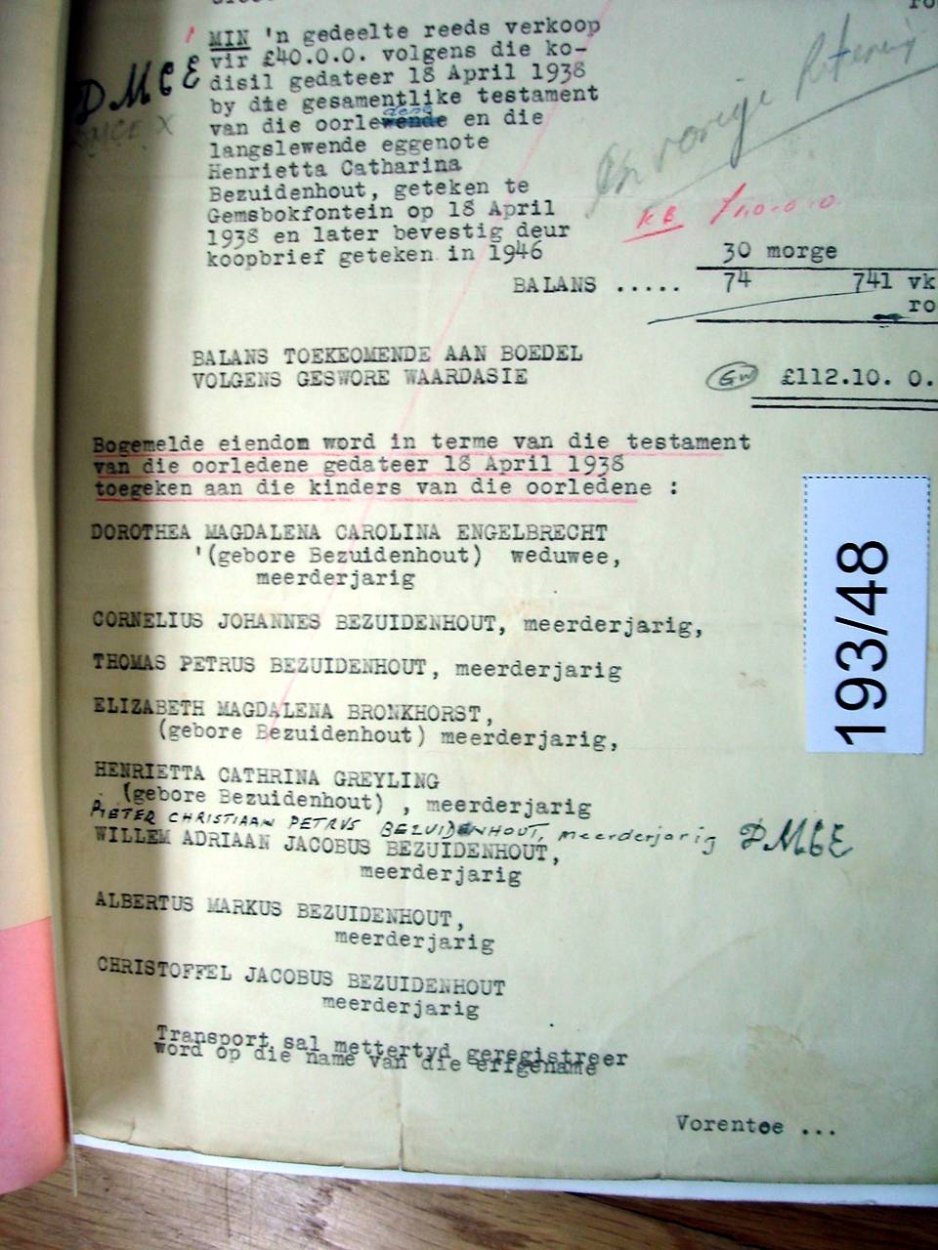 ro
MIN 'n gedeelte reeds verkoop
vir £40.0.0. volgens die ko-
DMCE
disil gedateer 18 April 1938
by die gesamentlike testament
van die oorlewende en die
dene
DMCE X
langslewende eggenote
Henrietta Catharina
Bezuidenhout, geteken te
Gemsbokfontein op 18 April
1938 en later bevestig deur
koopbrief geteken in 1946
vorige
KB
30 morge
BALANS ..... 74 741 vk
ro
BALANS TOEKEOMENDE AAN BOEDEL
VOLGENS GESWORE WAARDASIE GW £112.10. 0.
Bogemelde eiendom word in terme van die testament
van die oorledene gedateer 18 April 1938
toegeken aan die kinders van die oorledene :
DOROTHEA MAGDALENA CAROLINA ENGELBRECHT
'(gebore Bezuidenhout) weduwee,
meerderjarig
193/48
CORNELIUS JOHANNES BEZUIDENHOUT, meerderjarig,
THOMAS PETRUS BEZUIDENHOUT, meerderjarig
ELIZABETH MAGDALENA BRONKHORST,
(gebore Bezuidenhout) meerderjarig,
HENRIETTA CATHRINA GREYLING
(gebore Bezuidenhout) , meerderjarig
PIETER CHRISTIAAN PETRUS BEZUIDENHOUT, meerderjarig DMCE
WILLEM ADRIAAN JACOBUS BEZUIDENHOUT,
meerderjarig
ALBERTUS MARKUS BEZUIDENHOUT,
meerderjarig
CHRISTOFFEL JACOBUS BEZUIDENHOUT
meerderjarig
Transport sal mettertyd geregistreer
word op die name van die erfgename
Vorentoe ...